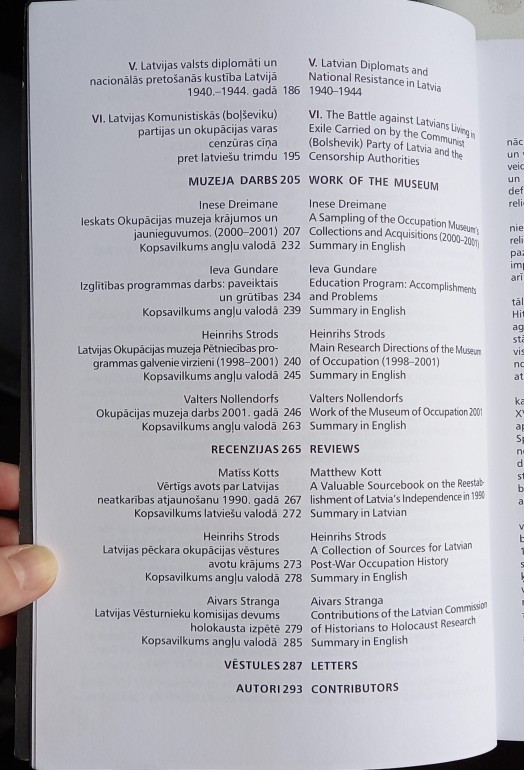 V. Latvijas valsts diplomāti un
nacionālās pretošanās kustība Latvijā
1940.–1944. gadā 186
V. Latvian Diplomats and
National Resistance in Latvia
1940–1944
VI. Latvijas Komunistiskās (boļševiku)
partijas un okupācijas varas
cenzūras cīņa
pret latviešu trimdu 195
VI. The Battle against Latvians Living in
Exile Carried on by the Communist
(Bolshevik) Party of Latvia and the
Censorship Authorities
MUZEJA DARBS 205 WORK OF THE MUSEUM
Inese Dreimane
Ieskats Okupācijas muzeja krājumos un
jaunieguvumos. (2000–2001) 207
Kopsavilkums angļu valodā 232
Inese Dreimane
A Sampling of the Occupation Museum's
Collections and Acquisitions (2000–2001)
Summary in English
Ieva Gundare
Izglītības programmas darbs: paveiktais
un grūtības 234
Kopsavilkums angļu valodā 239
Ieva Gundare
Education Program: Accomplishments
and Problems
Summary in English
Heinrihs Strods
Latvijas Okupācijas muzeja Pētniecības pro-
grammas galvenie virzieni (1998–2001) 240
Kopsavilkums angļu valodā 245
Heinrihs Strods
Main Research Directions of the Museum
of Occupation (1998–2001)
Summary in English
Valters Nollendorfs
Okupācijas muzeja darbs 2001. gadā 246
Kopsavilkums angļu valodā 263
Valters Nollendorfs
Work of the Museum of Occupation 2001
Summary in English
RECENZIJAS 265 REVIEWS
Matīss Kotts
Vērtīgs avots par Latvijas
neatkarības atjaunošanu 1990. gadā 267
Kopsavilkums latviešu valodā 272
Matthew Kott
A Valuable Sourcebook on the Reestab-
lishment of Latvia's Independence in 1990
Summary in Latvian
Heinrihs Strods
Latvijas pēckara okupācijas vēstures
avotu krājums 273
Kopsavilkums angļu valodā 278
Heinrihs Strods
A Collection of Sources for Latvian
Post-War Occupation History
Summary in English
Aivars Stranga
Latvijas Vēsturnieku komisijas devums
holokausta izpētē 279
Kopsavilkums angļu valodā 285
Aivars Stranga
Contributions of the Latvian Commission
of Historians to Holocaust Research
Summary in English
VĒSTULES 287 LETTERS
AUTORI 293 CONTRIBUTORS